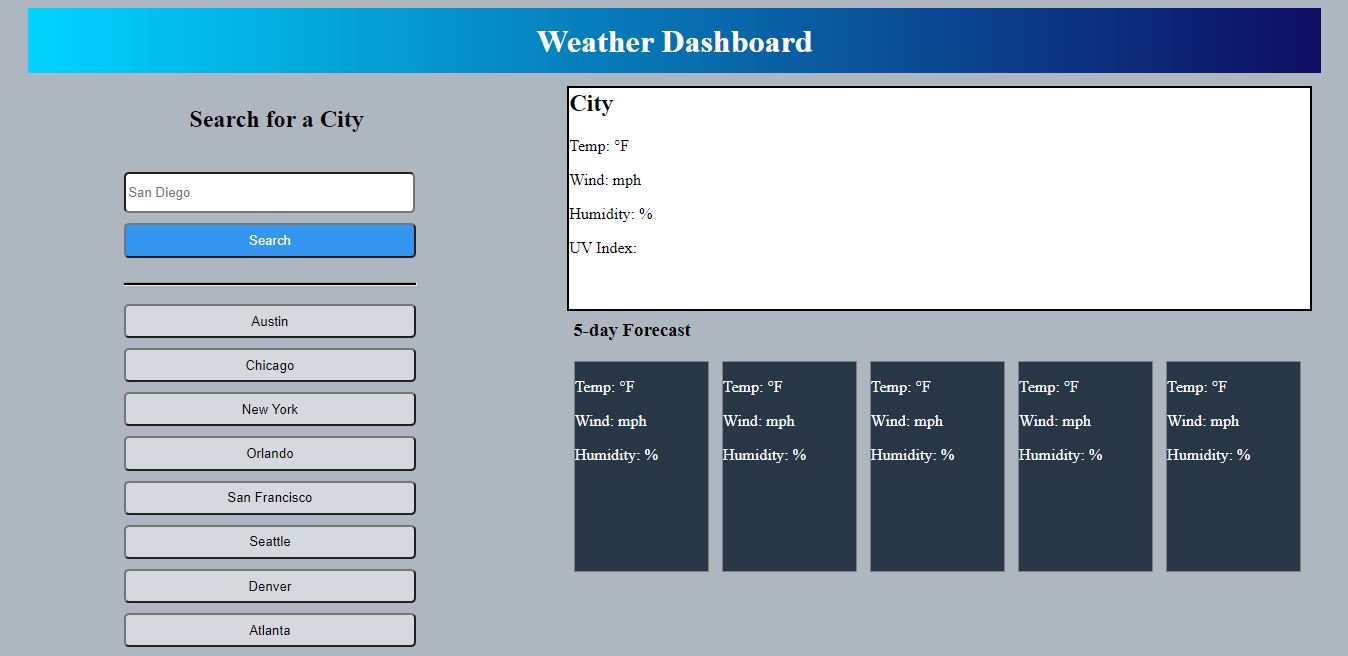 Weather Dashboard
Search for a City
San Diego
Search
Austin
Chicago
New York
Orlando
San Francisco
Seattle
Denver
Atlanta
City
Temp: °F
Wind: mph
Humidity: %
UV Index:
5-day Forecast
Temp: °F
Wind: mph
Humidity: %
Temp: °F
Wind: mph
Humidity: %
Temp: °F
Wind: mph
Humidity: %
Temp: °F
Wind: mph
Humidity: %
Temp: °F
Wind: mph
Humidity: %